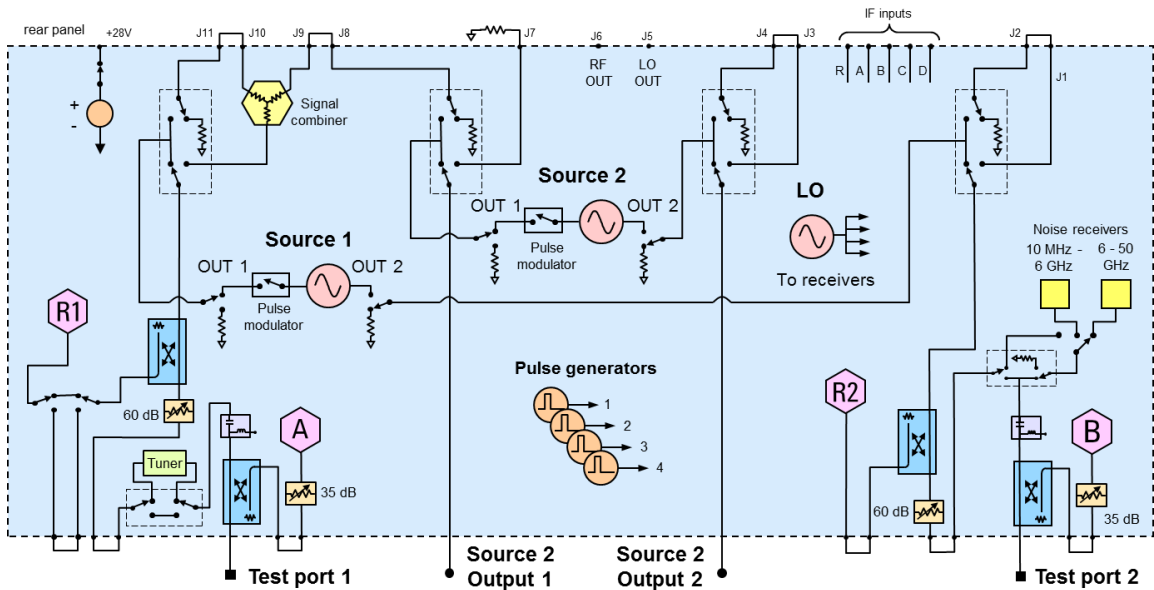 rear panel
+28V
J11
J10
J9
J8
J7
J6
J5
J4
J3
IF inputs
J2
J1
RF
OUT
LO
OUT
R
A
B
C
D
+
-
Signal
combiner
Source 2
LO
OUT 1
OUT 2
Pulse
modulator
To receivers
Noise receivers
10 MHz -
6 GHz
6 - 50
GHz
Source 1
OUT 1
OUT 2
Pulse
modulator
R1
Pulse generators
1
2
3
4
R2
60 dB
A
B
Tuner
35 dB
60 dB
35 dB
Test port 1
Source 2
Output 1
Source 2
Output 2
Test port 2